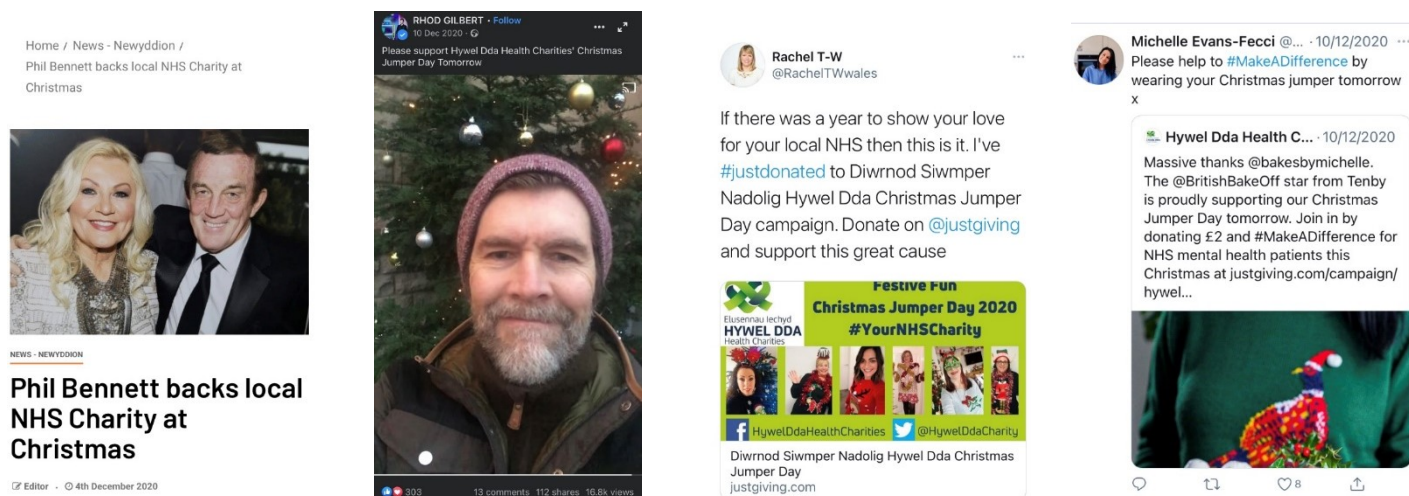 Home / News - Newyddion /
Phil Bennett backs local NHS Charity at
Christmas
NEWS - NEWYDDION
Phil Bennett backs local
NHS Charity at
Christmas
Editor · 4th December 2020
RHOD GILBERT · Follow
10 Dec 2020 ·
Please support Hywel Dda Health Charities' Christmas
Jumper Day Tomorrow
303 13 comments 112 shares 16.8k views
Rachel T-W
@RachelTWwales
If there was a year to show your love
for your local NHS then this is it. I've
#justdonated to Diwrnod Siwmper
Nadolig Hywel Dda Christmas Jumper
Day campaign. Donate on @justgiving
and support this great cause
Elusennau Iechyd
HYWEL DDA
Health Charities
Festive Fun
Christmas Jumper Day 2020
#YourNHSCharity
HywelDdaHealthCharities @HywelDdaCharity
Diwrnod Siwmper Nadolig Hywel Dda Christmas
Jumper Day
justgiving.com
Michelle Evans-Fecci @... · 10/12/2020 ...
Please help to #MakeADifference by
wearing your Christmas jumper tomorrow
x
Hywel Dda Health C... · 10/12/2020
Massive thanks @bakesbymichelle.
The @BritishBakeOff star from Tenby
is proudly supporting our Christmas
Jumper Day tomorrow. Join in by
donating £2 and #MakeADifference for
NHS mental health patients this
Christmas at justgiving.com/campaign/
hywel...
8